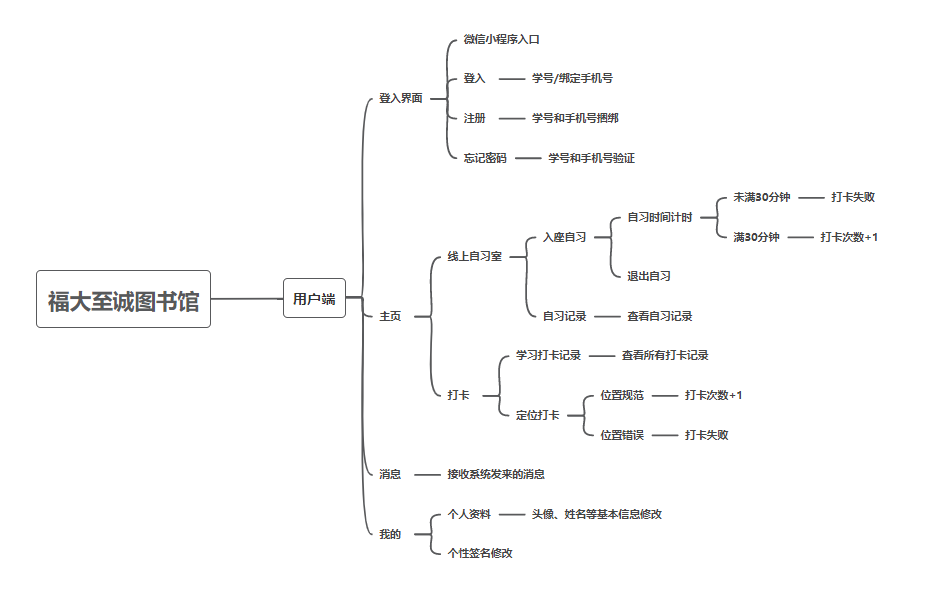 福大至诚图书馆
用户端
登入界面
微信小程序入口
登入
学号/绑定手机号
注册
学号和手机号捆绑
忘记密码
学号和手机号验证
主页
线上自习室
入座自习
自习时间计时
未满30分钟
打卡失败
满30分钟
打卡次数+1
退出自习
自习记录
查看自习记录
打卡
学习打卡记录
查看所有打卡记录
定位打卡
位置规范
打卡次数+1
位置错误
打卡失败
消息
接收系统发来的消息
我的
个人资料
头像、姓名等基本信息修改
个性签名修改